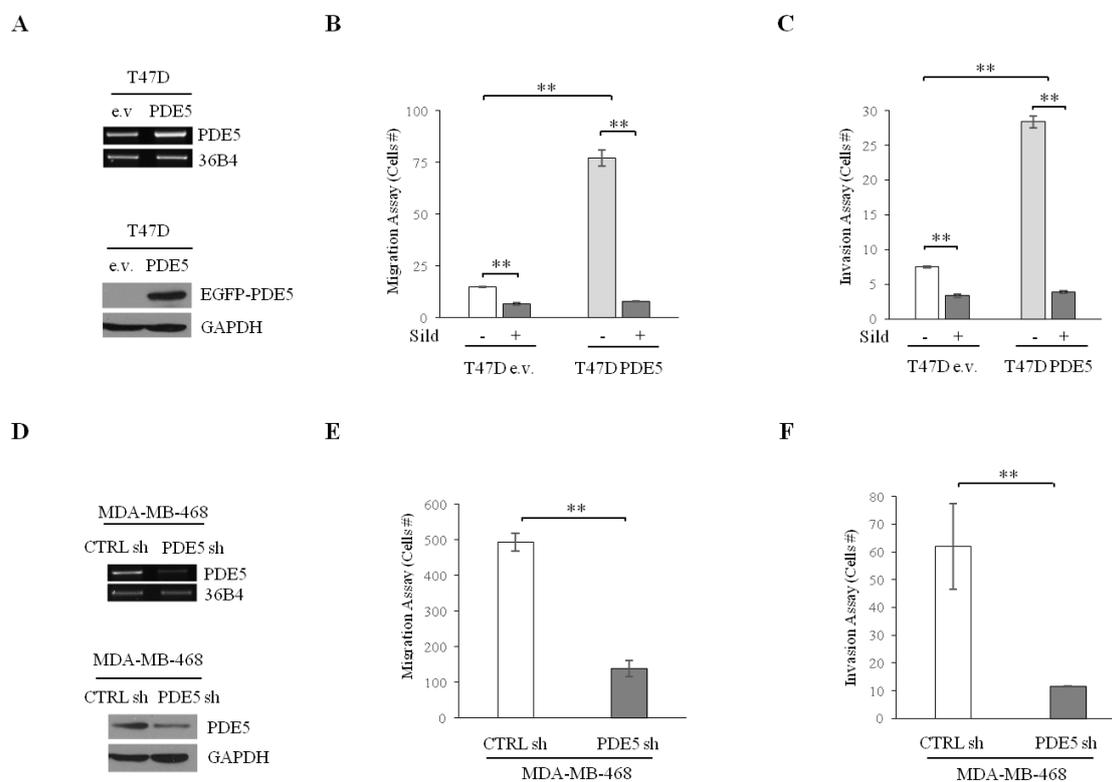 A
T47D
e.v PDE5
PDE5
36B4
T47D
e.v. PDE5
EGFP-PDE5
GAPDH
B
**
**
**
Migration Assay (Cells #)
100
75
50
25
0
Sild - + - +
T47D e.v. T47D PDE5
C
**
**
**
Invasion Assay (Cells #)
30
25
20
15
10
5
0
Sild - + - +
T47D e.v. T47D PDE5
D
MDA-MB-468
CTRL sh PDE5 sh
PDE5
36B4
MDA-MB-468
CTRL sh PDE5 sh
PDE5
GAPDH
E
**
Migration Assay (Cells #)
600
500
400
300
200
100
0
CTRL sh PDE5 sh
MDA-MB-468
F
**
Invasion Assay (Cells #)
80
70
60
50
40
30
20
10
0
CTRL sh PDE5 sh
MDA-MB-468